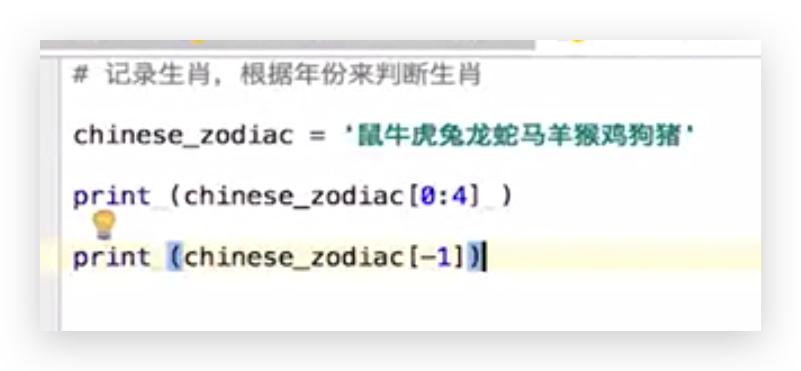 # 记录生肖，根据年份来判断生肖
chinese_zodiac = '鼠牛虎兔龙蛇马羊猴鸡狗猪'
print (chinese_zodiac[0:4] )
print (chinese_zodiac[-1])